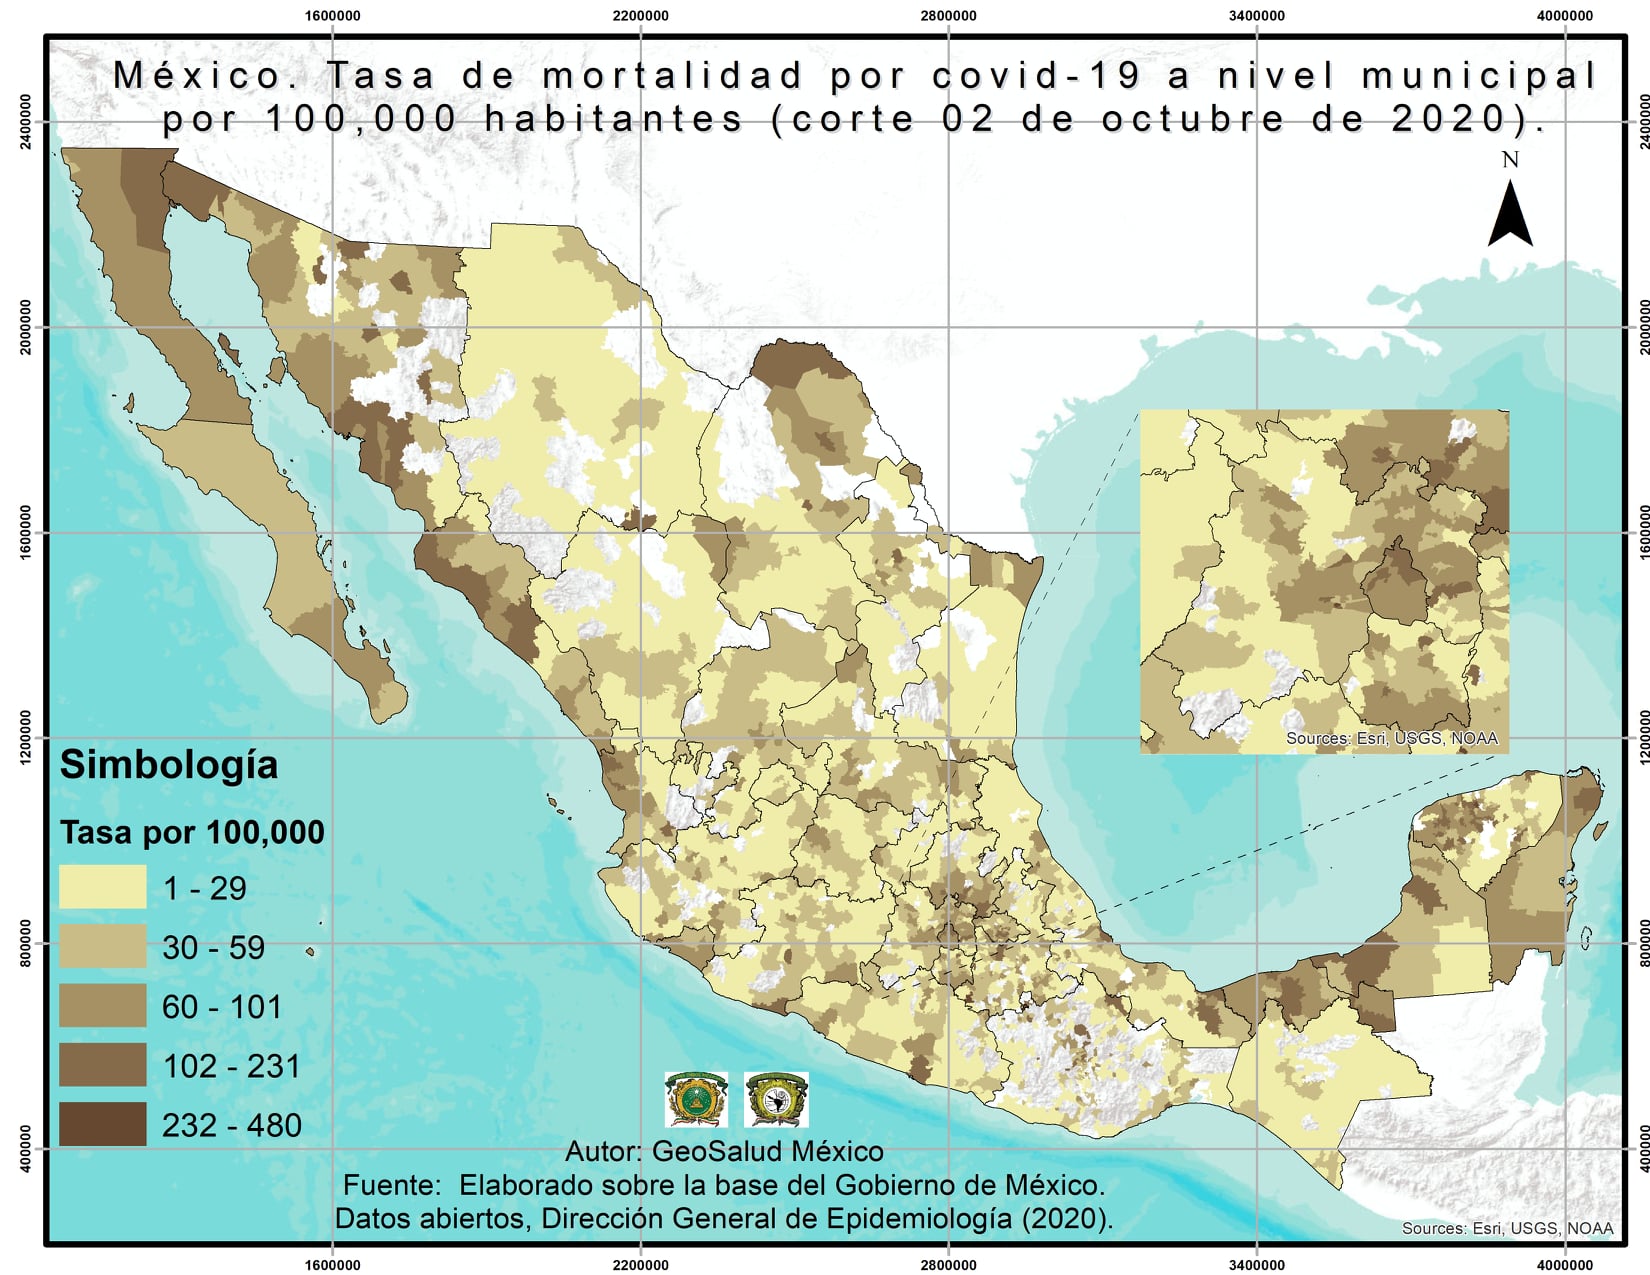 1600000 2200000 2800000 3400000 4000000
México. Tasa de mortalidad por covid-19 a nivel municipal
por 100,000 habitantes (corte 02 de octubre de 2020).
N
2400000
2400000
2000000
2000000
1600000
1600000
1200000
1200000
800000
800000
400000
400000
Sources: Esri, USGS, NOAA
Simbología
Tasa por 100,000
1 - 29
30 - 59
60 - 101
102 - 231
232 - 480
Autor: GeoSalud México
Fuente: Elaborado sobre la base del Gobierno de México.
Datos abiertos, Dirección General de Epidemiología (2020).
Sources: Esri, USGS, NOAA
1600000 2200000 2800000 3400000 4000000